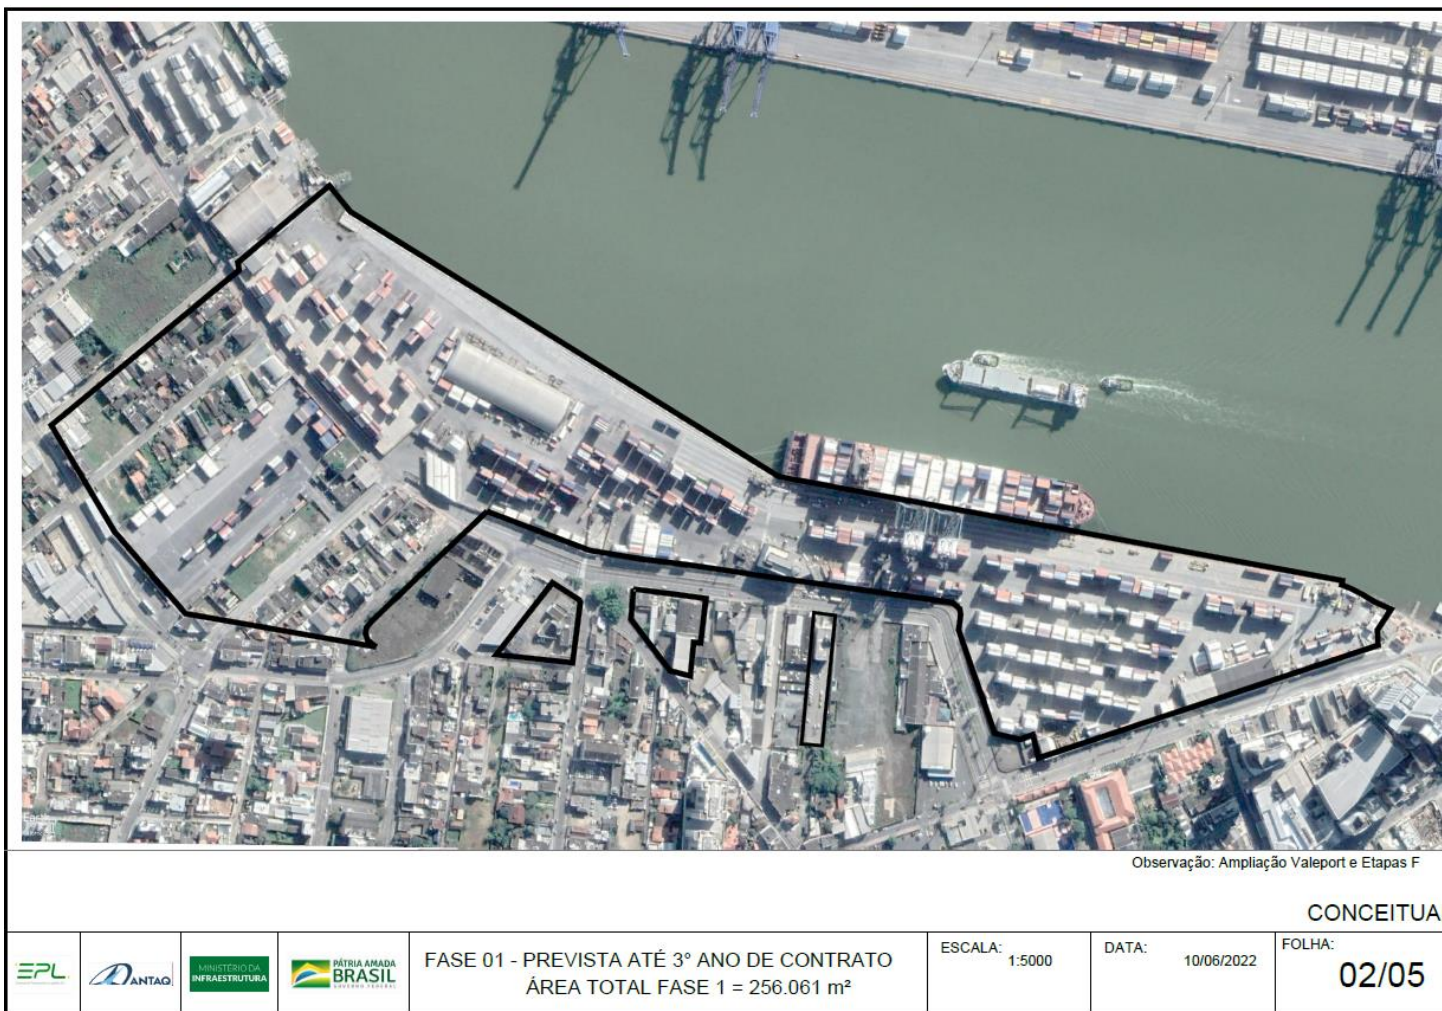 Observação: Ampliação Valeport e Etapas F
CONCEITUA
EPL
ANTAQ
MINISTÉRIO DA
INFRAESTRUTURA
PÁTRIA AMADA
BRASIL
GOVERNO FEDERAL
FASE 01 - PREVISTA ATÉ 3° ANO DE CONTRATO
ÁREA TOTAL FASE 1 = 256.061 m²
ESCALA:
1:5000
DATA:
10/06/2022
FOLHA:
02/05